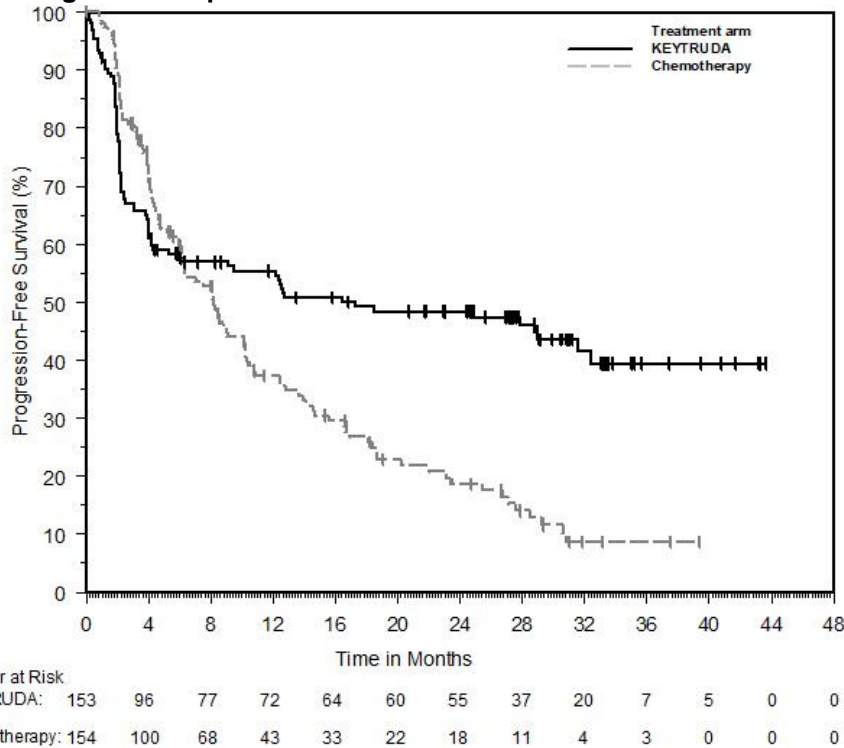 Treatment arm
KEYTRUDA
Chemotherapy
100
90
80
70
60
50
40
30
20
10
0
Progression-Free Survival (%)
0 4 8 12 16 20 24 28 32 36 40 44 48
Time in Months
r at Risk
RUDA: 153 96 77 72 64 60 55 37 20 7 5 0 0
otherapy: 154 100 68 43 33 22 18 11 4 3 0 0 0